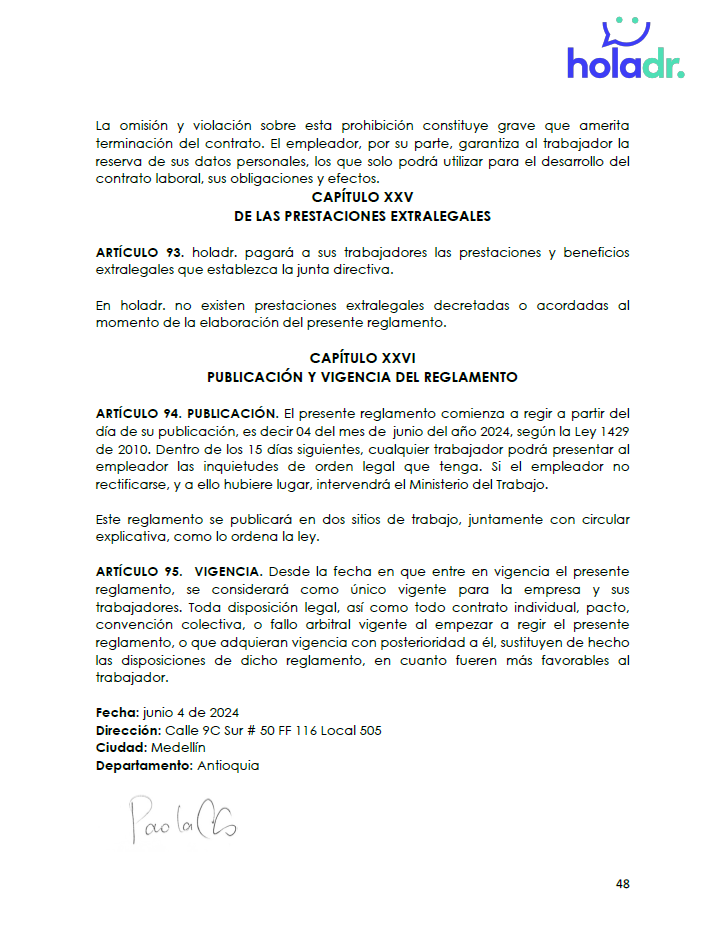 holadr.
La omisión y violación sobre esta prohibición constituye grave que amerita
terminación del contrato. El empleador, por su parte, garantiza al trabajador la
reserva de sus datos personales, los que solo podrá utilizar para el desarrollo del
contrato laboral, sus obligaciones y efectos.
CAPÍTULO XXV
DE LAS PRESTACIONES EXTRALEGALES
ARTÍCULO 93. holadr. pagará a sus trabajadores las prestaciones y beneficios
extralegales que establezca la junta directiva.
En holadr. no existen prestaciones extralegales decretadas o acordadas al
momento de la elaboración del presente reglamento.
CAPÍTULO XXVI
PUBLICACIÓN Y VIGENCIA DEL REGLAMENTO
ARTÍCULO 94. PUBLICACIÓN. El presente reglamento comienza a regir a partir del
día de su publicación, es decir 04 del mes de junio del año 2024, según la Ley 1429
de 2010. Dentro de los 15 días siguientes, cualquier trabajador podrá presentar al
empleador las inquietudes de orden legal que tenga. Si el empleador no
rectificarse, y a ello hubiere lugar, intervendrá el Ministerio del Trabajo.
Este reglamento se publicará en dos sitios de trabajo, juntamente con circular
explicativa, como lo ordena la ley.
ARTÍCULO 95. VIGENCIA. Desde la fecha en que entre en vigencia el presente
reglamento, se considerará como único vigente para la empresa y sus
trabajadores. Toda disposición legal, así como todo contrato individual, pacto,
convención colectiva, o fallo arbitral vigente al empezar a regir el presente
reglamento, o que adquieran vigencia con posterioridad a él, sustituyen de hecho
las disposiciones de dicho reglamento, en cuanto fueren más favorables al
trabajador.
Fecha: junio 4 de 2024
Dirección: Calle 9C Sur # 50 FF 116 Local 505
Ciudad: Medellín
Departamento: Antioquia
Paola
48